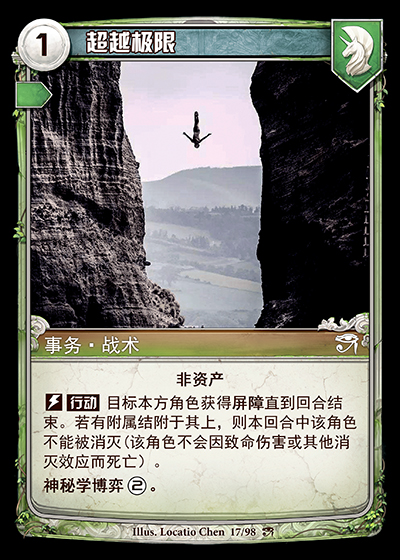 1
超越极限
事务·战术
非资产
行动 目标本方角色获得屏障直到回合结
束。若有附属结附于其上，则本回合中该角色
不能被消灭(该角色不会因致命伤害或其他消
灭效应而死亡）。
神秘学博弈②。
Illus. Locatio Chen 17/98